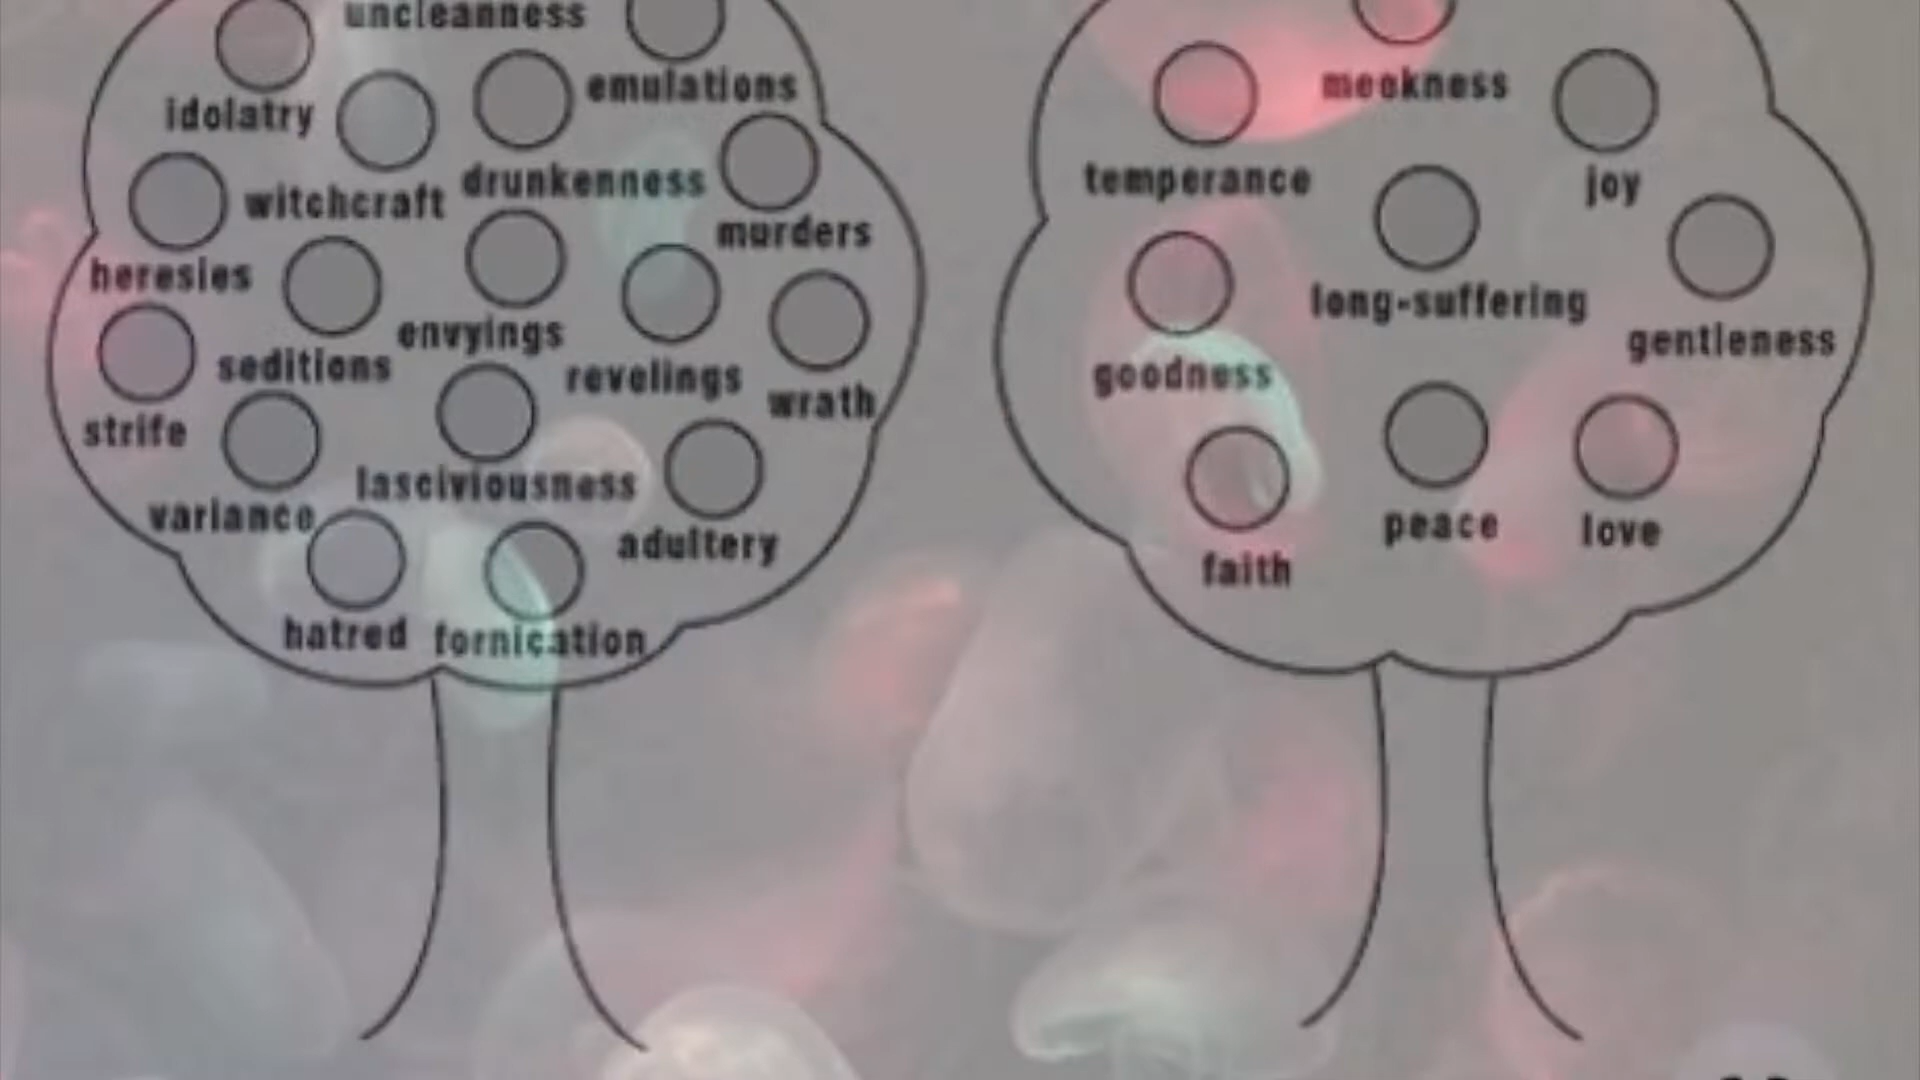 uncleanness
emulations
idolatry
witchcraft
drunkenness
murders
heresies
seditions
envyings
revelings
wrath
strife
variance
lasciviousness
adultery
hatred
fornication
meekness
temperance
joy
long-suffering
gentleness
goodness
peace
love
faith